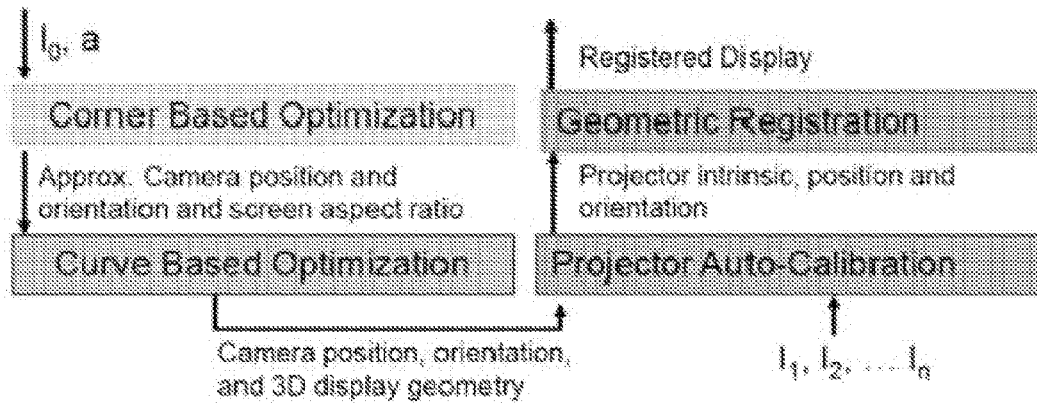 I₀, a
Corner Based Optimization
Approx. Camera position and
orientation and screen aspect ratio
Curve Based Optimization
Camera position, orientation,
and 3D display geometry
Registered Display
Geometric Registration
Projector intrinsic, position and
orientation
Projector Auto-Calibration
I₁, I₂, .... Iₙ